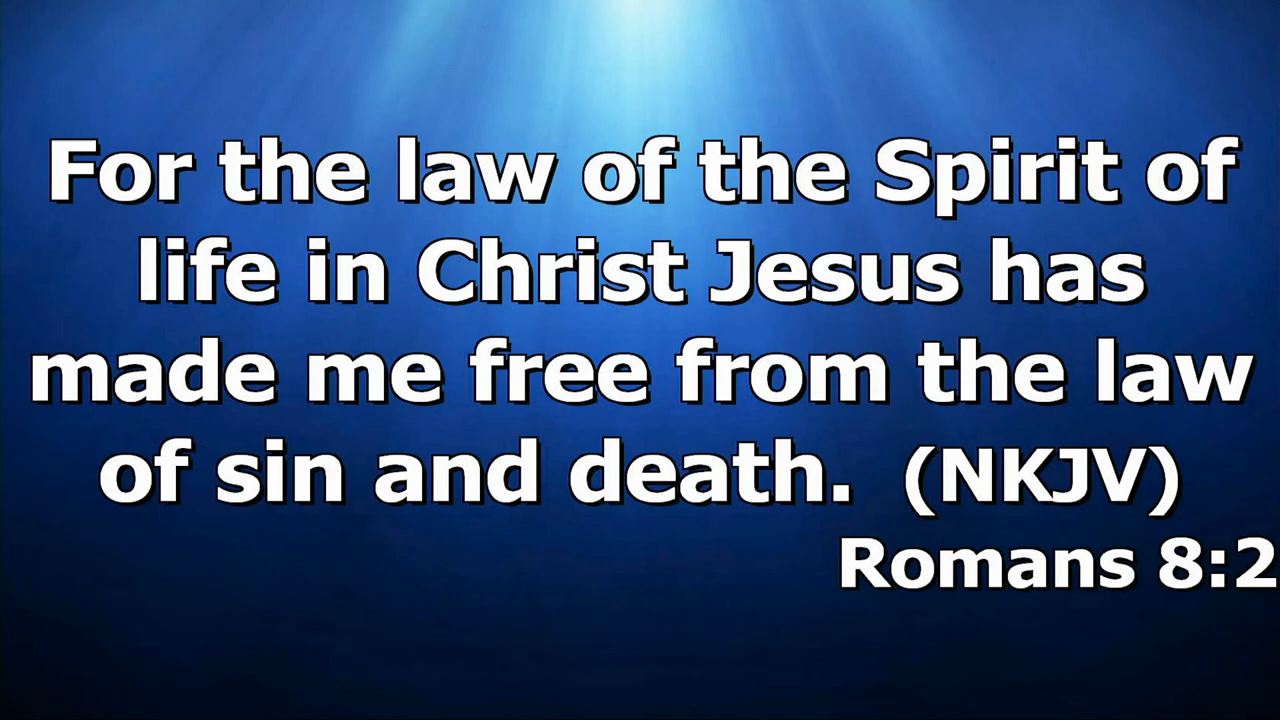 For the law of the Spirit of
life in Christ Jesus has
made me free from the law
of sin and death. (NKJV)
Romans 8:2